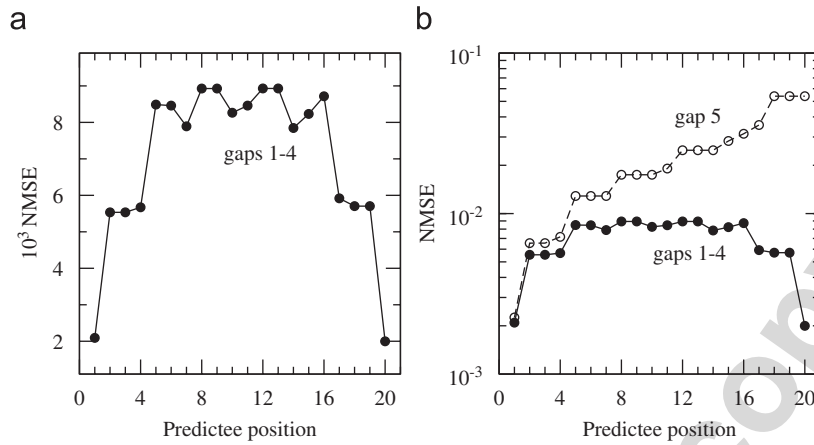 a
10³ NMSE
8
6
4
2
gaps 1-4
0 4 8 12 16 20
Predictee position
b
NMSE
10⁻¹
10⁻²
10⁻³
gap 5
gaps 1-4
0 4 8 12 16 20
Predictee position
cop